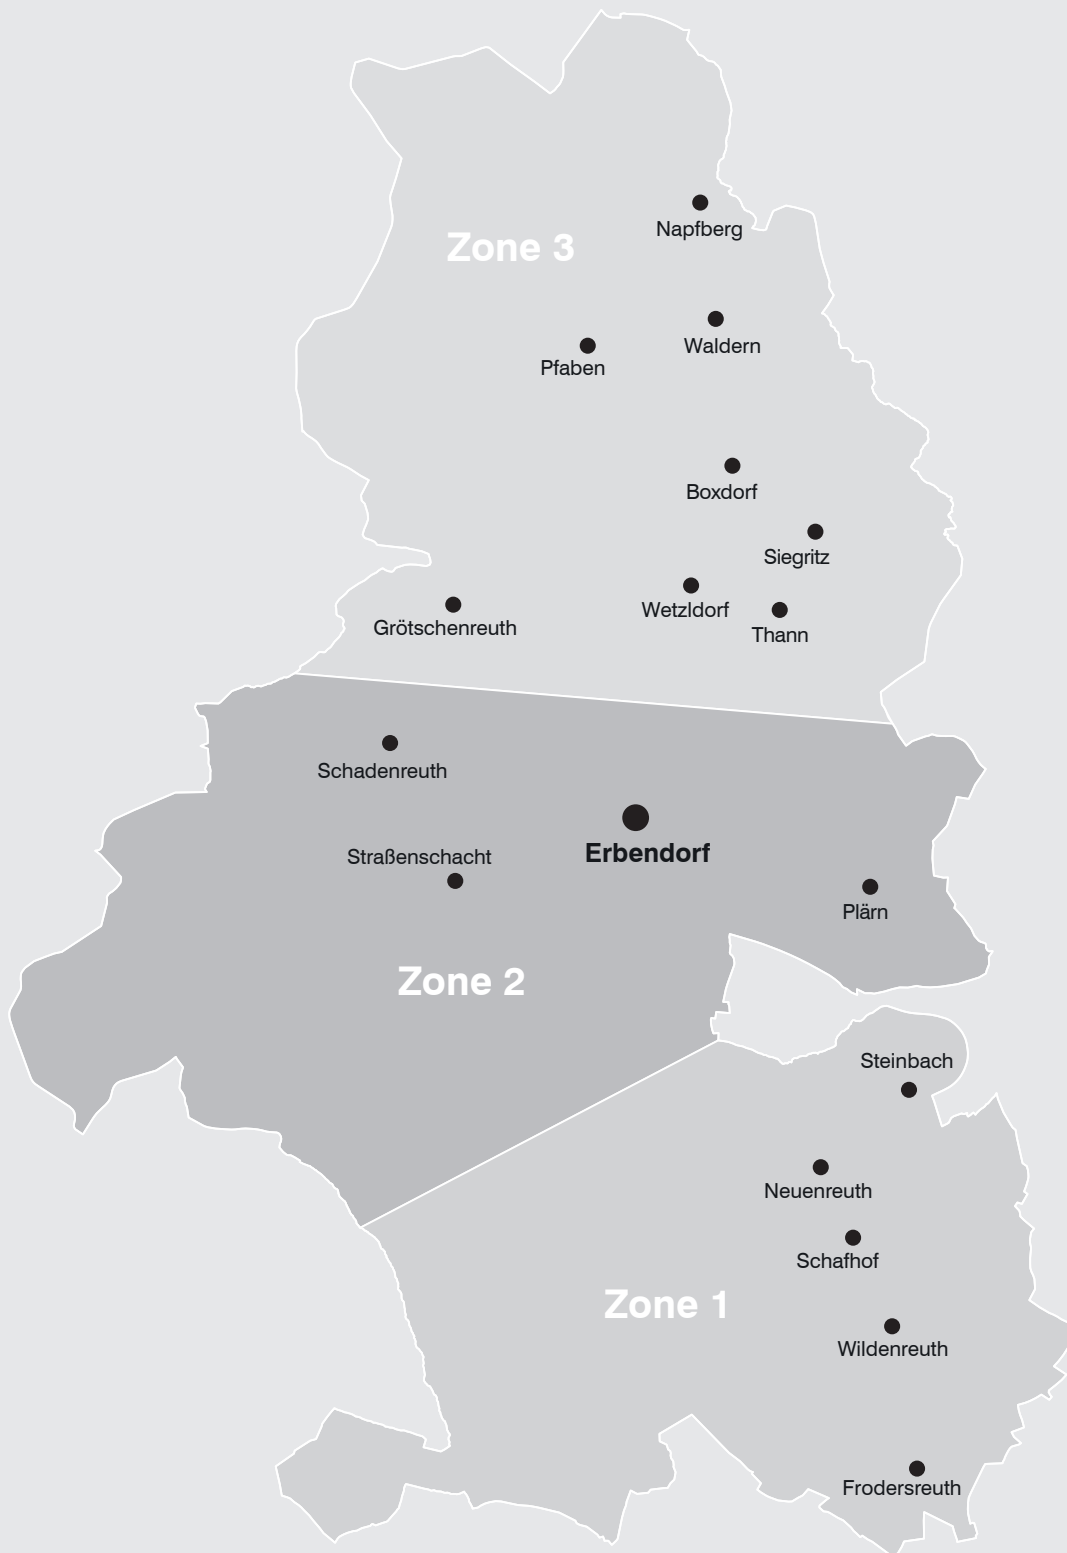 Napfberg
Zone 3
Waldern
Pfaben
Boxdorf
Siegritz
Wetzldorf
Grötschenreuth
Thann
Schadenreuth
Erbendorf
Straßenschacht
Plärn
Zone 2
Steinbach
Neuenreuth
Schafhof
Zone 1
Wildenreuth
Frodersreuth